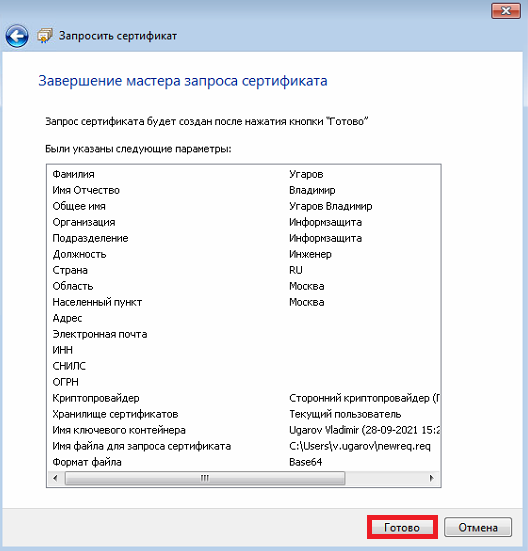 Запросить сертификат
Завершение мастера запроса сертификата
Запрос сертификата будет создан после нажатия кнопки "Готово"
Были указаны следующие параметры:
Фамилия Угаров
Имя Отчество Владимир
Общее имя Угаров Владимир
Организация Информзащита
Подразделение Информзащита
Должность Инженер
Страна RU
Область Москва
Населенный пункт Москва
Адрес
Электронная почта
ИНН
СНИЛС
ОГРН
Криптопровайдер Сторонний криптопровайдер (
Хранилище сертификатов Текущий пользователь
Имя ключевого контейнера Ugarov Vladimir (28-09-2021 15:2
Имя файла для запроса сертификата C:\Users\v.ugarov\newreq.req
Формат файла Base64
Готово Отмена